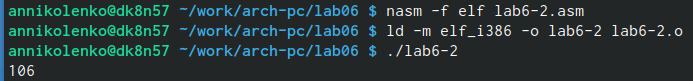 annikolenko@dk8n57 ~/work/arch-pc/lab06 $ nasm -f elf lab6-2.asm
annikolenko@dk8n57 ~/work/arch-pc/lab06 $ ld -m elf_i386 -o lab6-2 lab6-2.o
annikolenko@dk8n57 ~/work/arch-pc/lab06 $ ./lab6-2
106